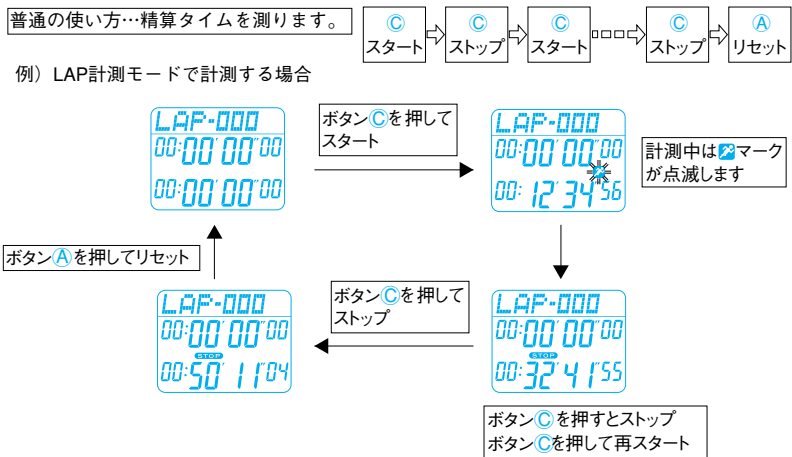 普通の使い方…精算タイムを測ります。
Ⓒ Ⓒ Ⓒ Ⓒ Ⓐ
スタート ストップ スタート ストップ リセット
例）LAP計測モードで計測する場合
LAP-000
00:00'00"00
00:00'00"00
ボタンⒸを押して
スタート
LAP-000
00:00'00"00
00:12'34"56
計測中はマーク
が点滅します
ボタンⒶを押してリセット
LAP-000
00:00'00"00
STOP
00:50'11"04
ボタンⒸを押して
ストップ
LAP-000
00:00'00"00
STOP
00:32'41"55
ボタンⒸを押すとストップ
ボタンⒸを押して再スタート